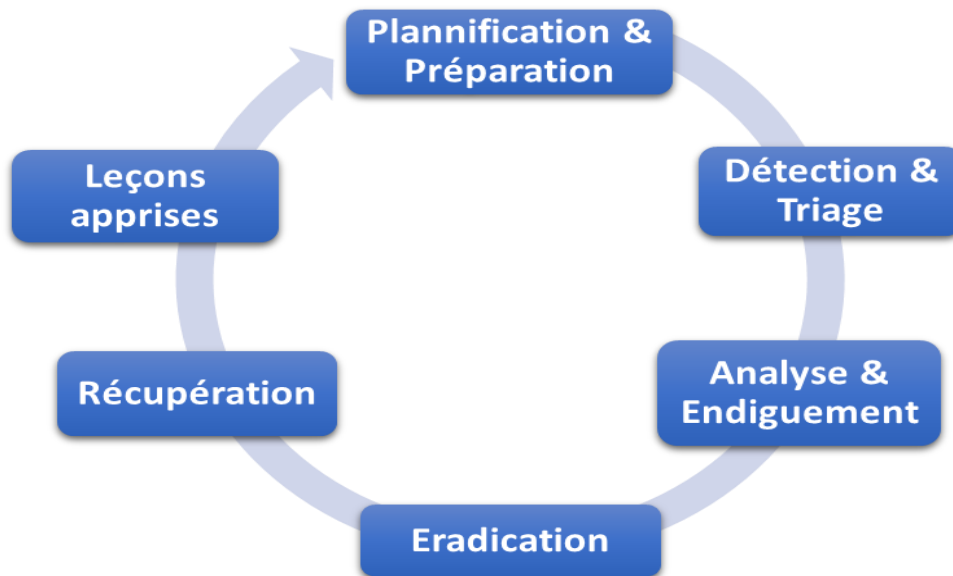 Plannification &
Préparation
Détection &
Triage
Analyse &
Endiguement
Eradication
Récupération
Leçons
apprises